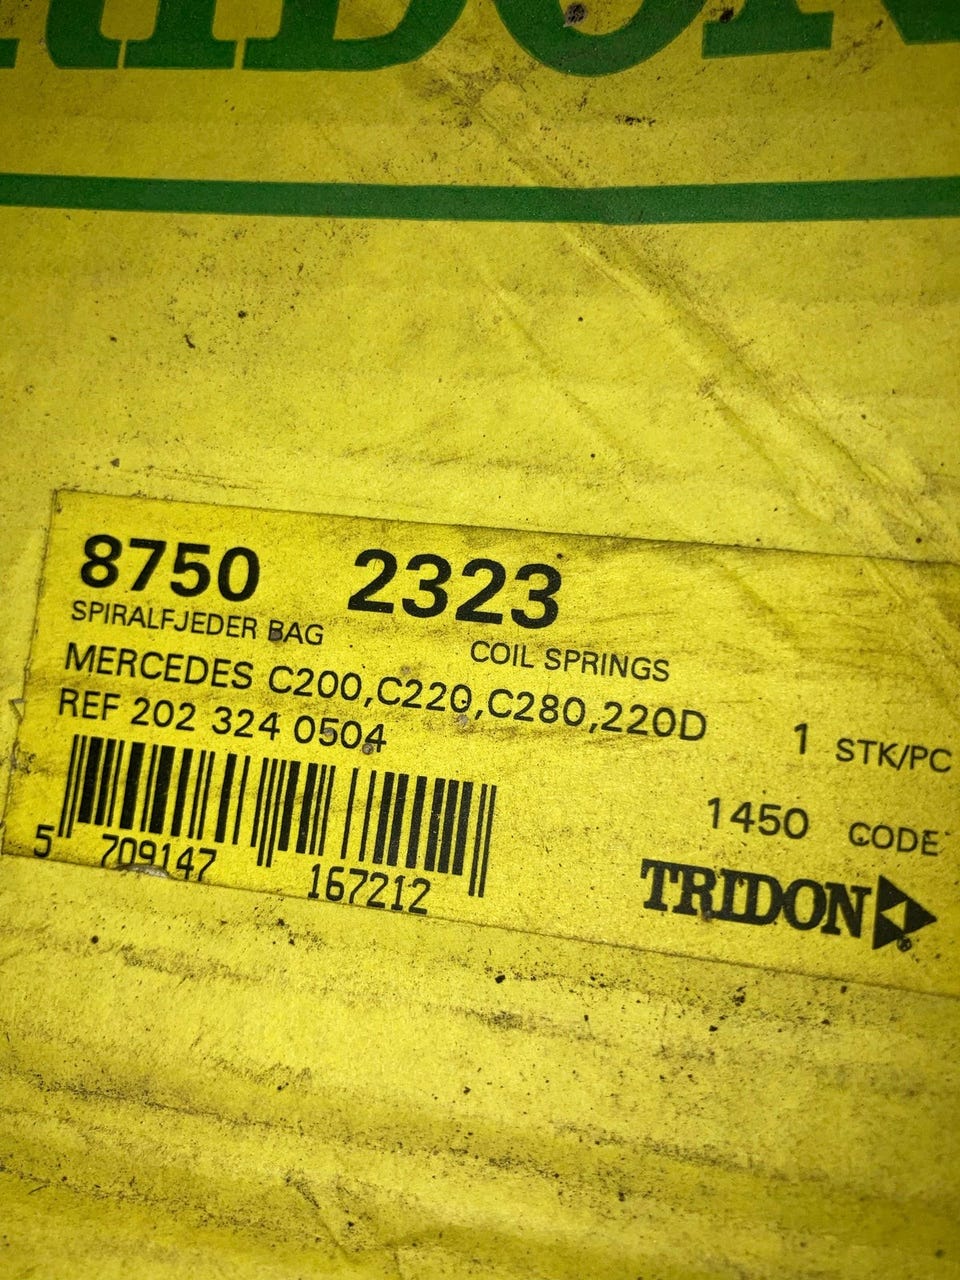 TRIDON
8750 2323
SPIRALFJEDER BAG
COIL SPRINGS
MERCEDES C200,C220,C280,220D
1 STK/PC
REF 202 324 0504
1450 CODE
5 709147 167212
TRIDON
®